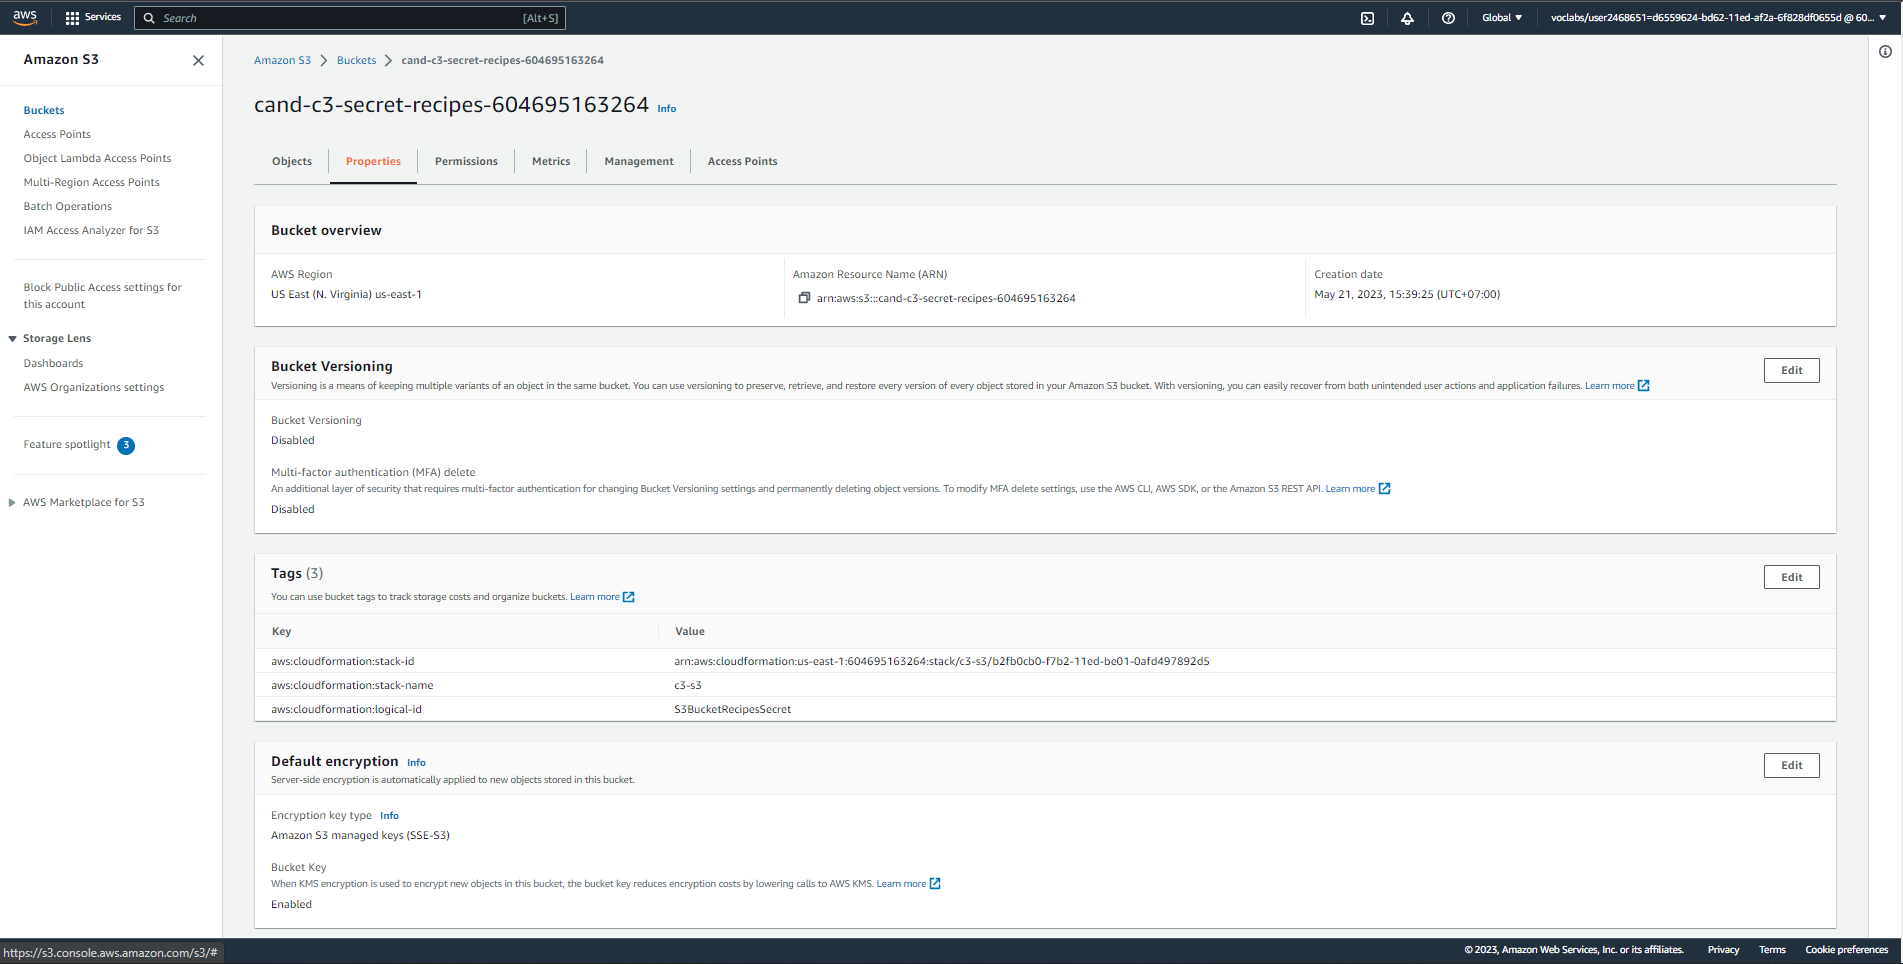 aws
Services
Search
[Alt+S]
Global
voclabs/user2468651=d6559624-bd62-11ed-af2a-6f828df0655d @ 60...
Amazon S3
Buckets
Access Points
Object Lambda Access Points
Multi-Region Access Points
Batch Operations
IAM Access Analyzer for S3
Block Public Access settings for
this account
Storage Lens
Dashboards
AWS Organizations settings
Feature spotlight 3
AWS Marketplace for S3
Amazon S3 > Buckets > cand-c3-secret-recipes-604695163264
cand-c3-secret-recipes-604695163264 Info
Objects
Properties
Permissions
Metrics
Management
Access Points
Bucket overview
AWS Region
US East (N. Virginia) us-east-1
Amazon Resource Name (ARN)
arn:aws:s3:::cand-c3-secret-recipes-604695163264
Creation date
May 21, 2023, 15:39:25 (UTC+07:00)
Bucket Versioning
Edit
Versioning is a means of keeping multiple variants of an object in the same bucket. You can use versioning to preserve, retrieve, and restore every version of every object stored in your Amazon S3 bucket. With versioning, you can easily recover from both unintended user actions and application failures. Learn more
Bucket Versioning
Disabled
Multi-factor authentication (MFA) delete
An additional layer of security that requires multi-factor authentication for changing Bucket Versioning settings and permanently deleting object versions. To modify MFA delete settings, use the AWS CLI, AWS SDK, or the Amazon S3 REST API. Learn more
Disabled
Tags (3)
Edit
You can use bucket tags to track storage costs and organize buckets. Learn more
Key Value
aws:cloudformation:stack-id arn:aws:cloudformation:us-east-1:604695163264:stack/c3-s3/b2fb0cb0-f7b2-11ed-be01-0afd497892d5
aws:cloudformation:stack-name c3-s3
aws:cloudformation:logical-id S3BucketRecipesSecret
Default encryption Info
Edit
Server-side encryption is automatically applied to new objects stored in this bucket.
Encryption key type Info
Amazon S3 managed keys (SSE-S3)
Bucket Key
When KMS encryption is used to encrypt new objects in this bucket, the bucket key reduces encryption costs by lowering calls to AWS KMS. Learn more
Enabled
https://s3.console.aws.amazon.com/s3/#
© 2023, Amazon Web Services, Inc. or its affiliates.
Privacy
Terms
Cookie preferences